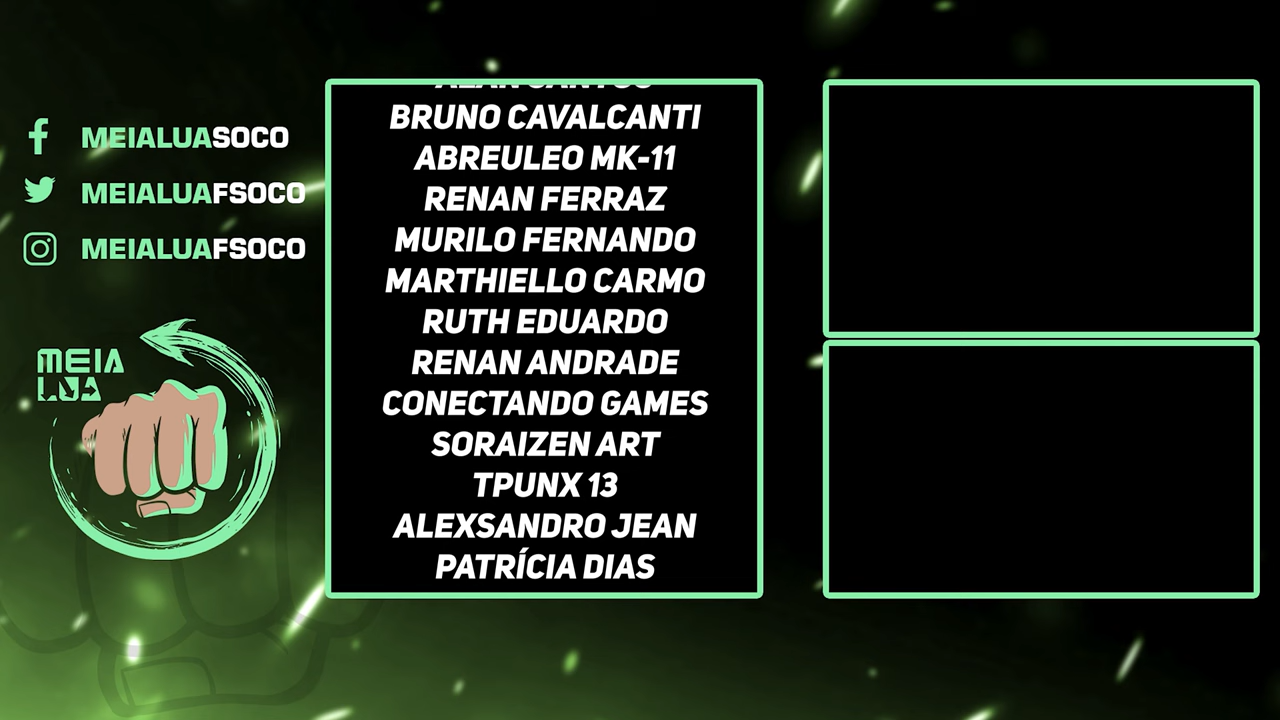 MEIALUASOCO
MEIALUAFSOCO
MEIALUAFSOCO
MEIA
LUA
BRUNO CAVALCANTI
ABREULEO MK-11
RENAN FERRAZ
MURILO FERNANDO
MARTHIELLO CARMO
RUTH EDUARDO
RENAN ANDRADE
CONECTANDO GAMES
SORAIZEN ART
TPUNX 13
ALEXSANDRO JEAN
PATRÍCIA DIAS